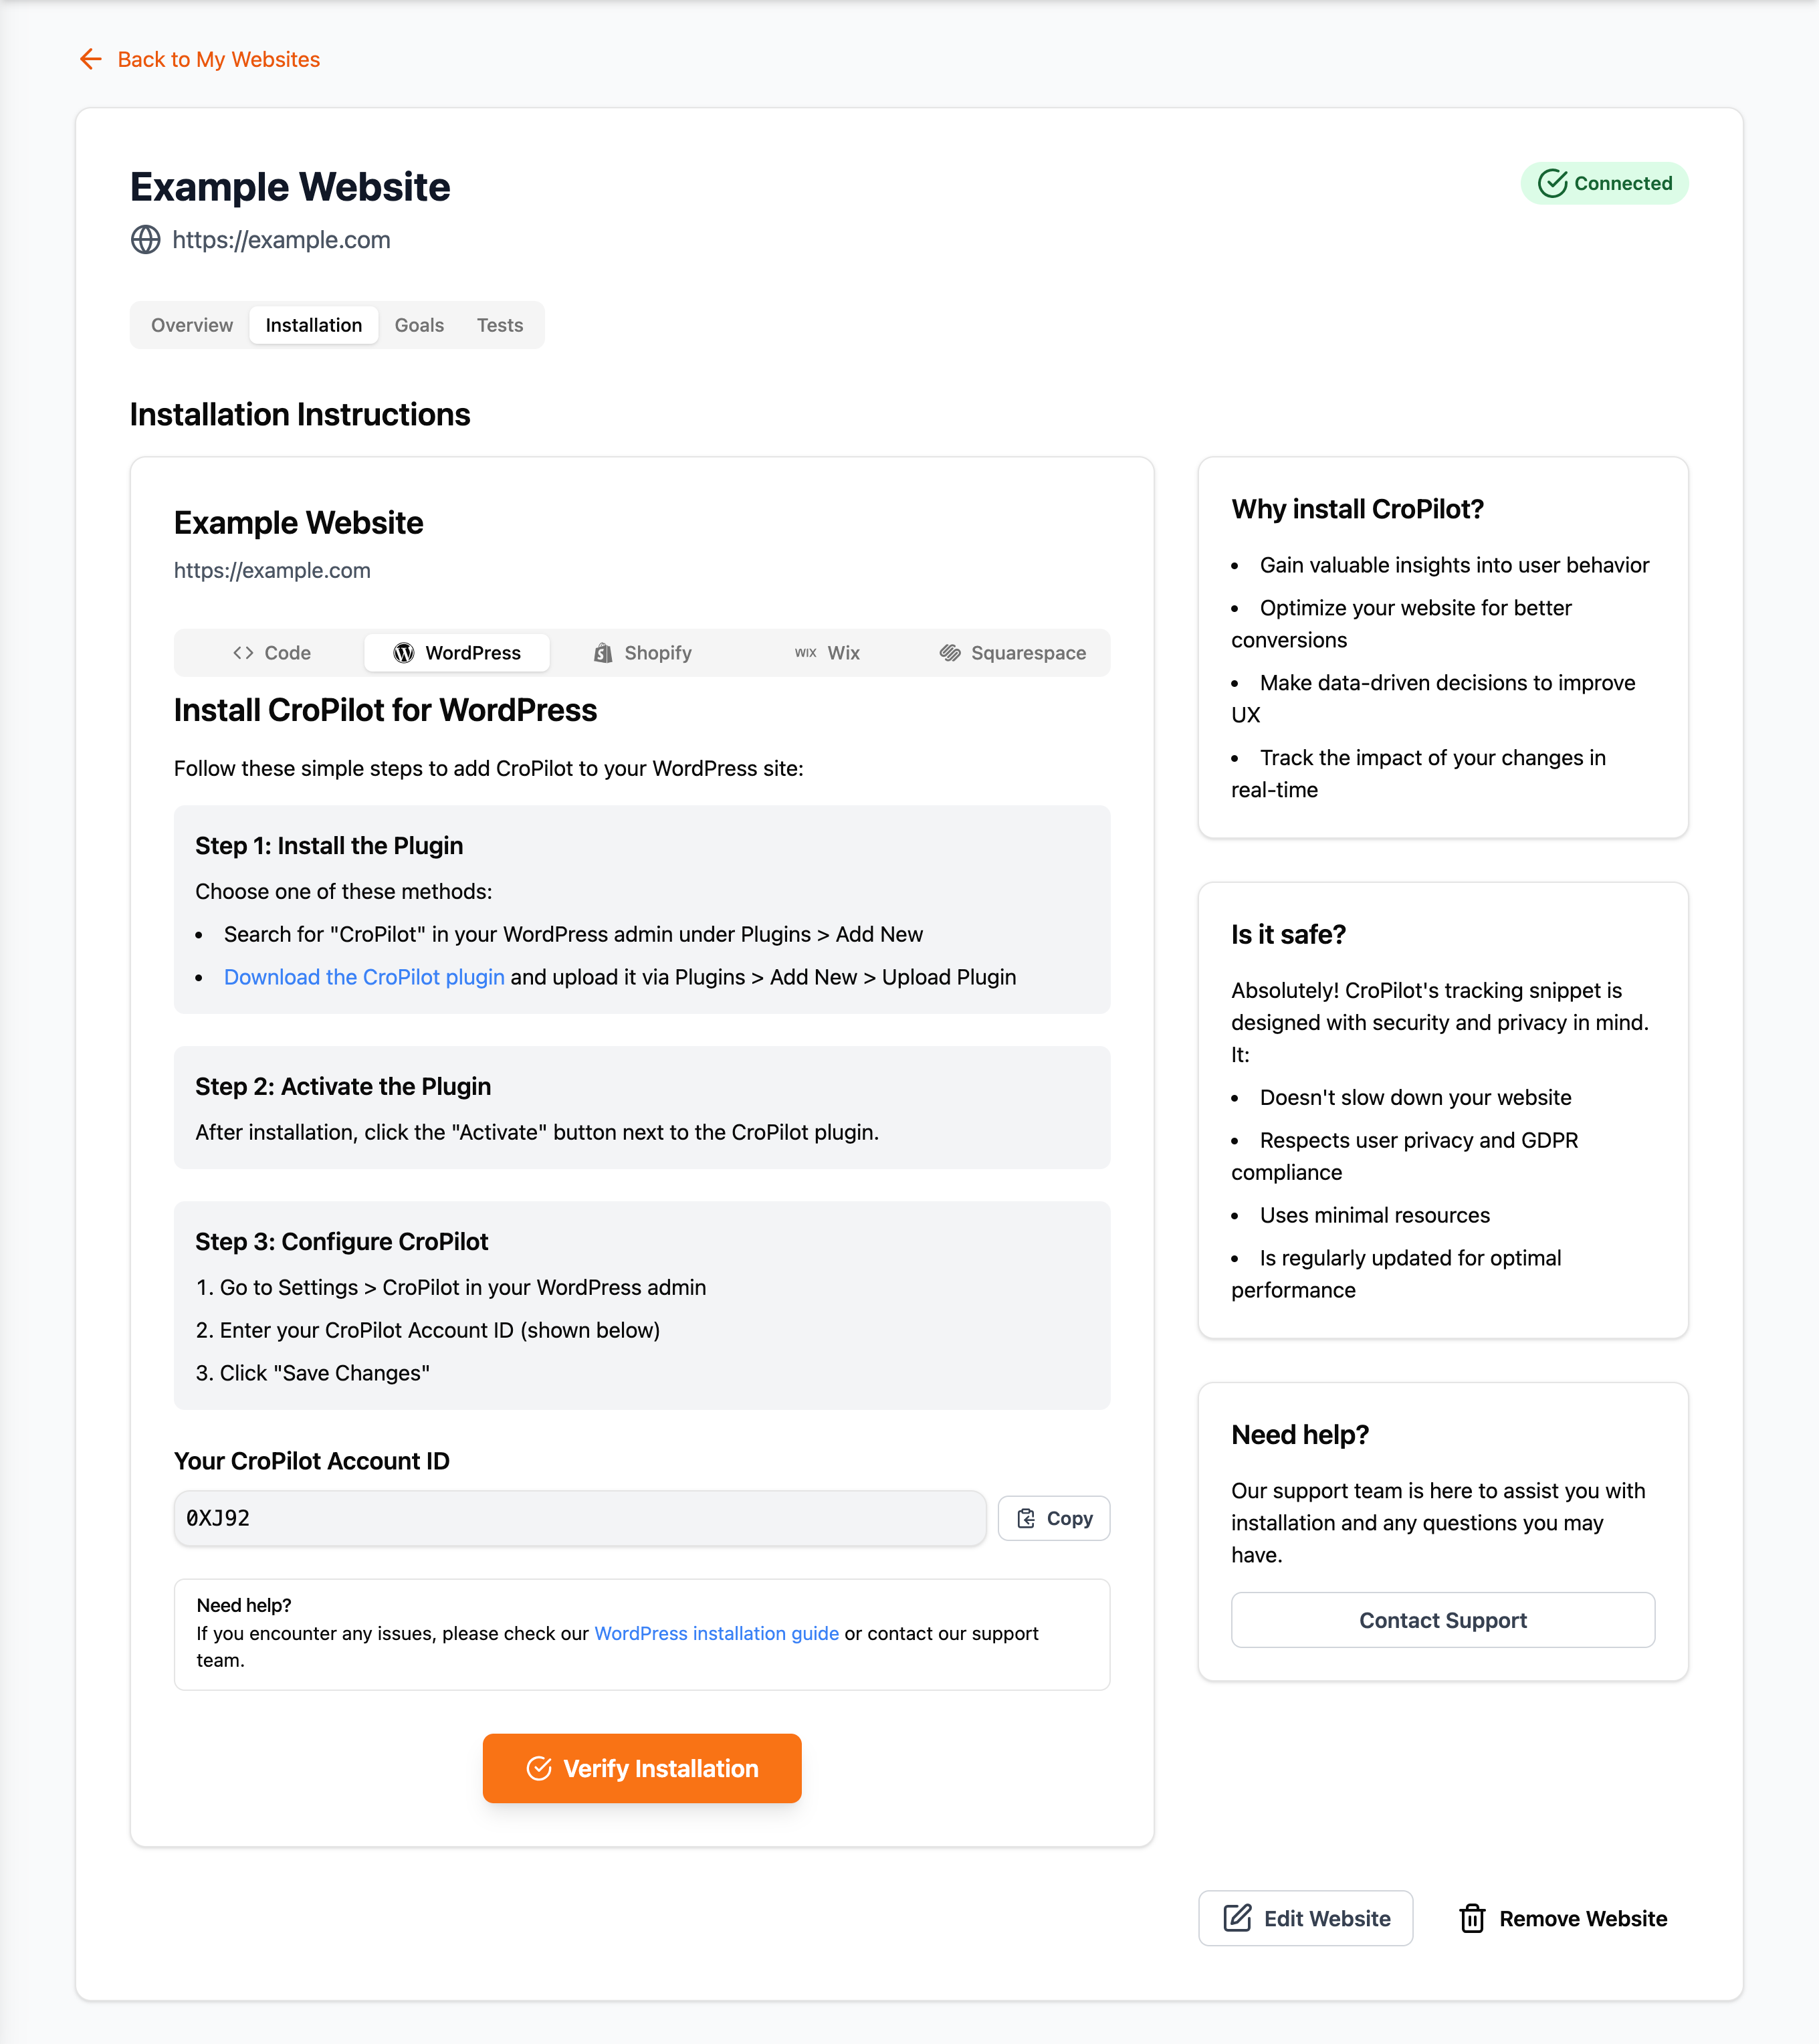 Back to My Websites
Example Website
Connected
https://example.com
Overview Installation Goals Tests
Installation Instructions
Example Website
https://example.com
Code WordPress Shopify WIX Wix Squarespace
Install CroPilot for WordPress
Follow these simple steps to add CroPilot to your WordPress site:
Step 1: Install the Plugin
Choose one of these methods:
• Search for "CroPilot" in your WordPress admin under Plugins > Add New
• Download the CroPilot plugin and upload it via Plugins > Add New > Upload Plugin
Step 2: Activate the Plugin
After installation, click the "Activate" button next to the CroPilot plugin.
Step 3: Configure CroPilot
1. Go to Settings > CroPilot in your WordPress admin
2. Enter your CroPilot Account ID (shown below)
3. Click "Save Changes"
Your CroPilot Account ID
0XJ92
Copy
Need help?
If you encounter any issues, please check our WordPress installation guide or contact our support
team.
Verify Installation
Why install CroPilot?
• Gain valuable insights into user behavior
• Optimize your website for better
conversions
• Make data-driven decisions to improve
UX
• Track the impact of your changes in
real-time
Is it safe?
Absolutely! CroPilot's tracking snippet is
designed with security and privacy in mind.
It:
• Doesn't slow down your website
• Respects user privacy and GDPR
compliance
• Uses minimal resources
• Is regularly updated for optimal
performance
Need help?
Our support team is here to assist you with
installation and any questions you may
have.
Contact Support
Edit Website
Remove Website